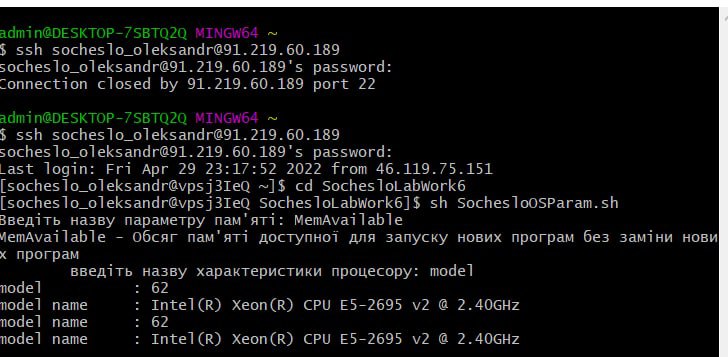 admin@DESKTOP-7SBTQ2Q MINGW64 ~
$ ssh socheslo_oleksandr@91.219.60.189
socheslo_oleksandr@91.219.60.189's password:
Connection closed by 91.219.60.189 port 22
admin@DESKTOP-7SBTQ2Q MINGW64 ~
$ ssh socheslo_oleksandr@91.219.60.189
socheslo_oleksandr@91.219.60.189's password:
Last login: Fri Apr 29 23:17:52 2022 from 46.119.75.151
[socheslo_oleksandr@vpsj3IeQ ~]$ cd SochesloLabWork6
[socheslo_oleksandr@vpsj3IeQ SochesloLabWork6]$ sh SochesloOSParam.sh
Введіть назву параметру пам'яті: MemAvailable
MemAvailable - Обсяг пам'яті доступної для запуску нових програм без заміни нови
х програм
введіть назву характеристики процесору: model
model : 62
model name : Intel(R) Xeon(R) CPU E5-2695 v2 @ 2.40GHz
model : 62
model name : Intel(R) Xeon(R) CPU E5-2695 v2 @ 2.40GHz